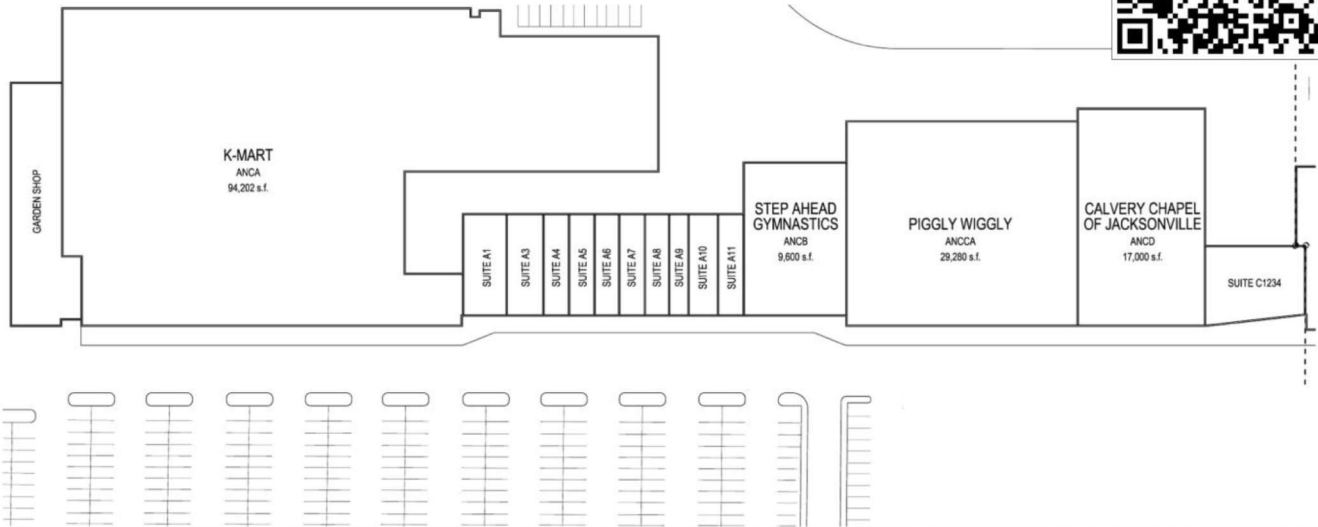 GARDEN SHOP
K-MART
ANCA
94,202 s.f.
SUITE A1
SUITE A3
SUITE A4
SUITE A5
SUITE A6
SUITE A7
SUITE A8
SUITE A9
SUITE A10
SUITE A11
STEP AHEAD
GYMNASTICS
ANCB
9,600 s.f.
PIGGLY WIGGLY
ANCCA
29,280 s.f.
CALVERY CHAPEL
OF JACKSONVILLE
ANCD
17,000 s.f.
SUITE C1234